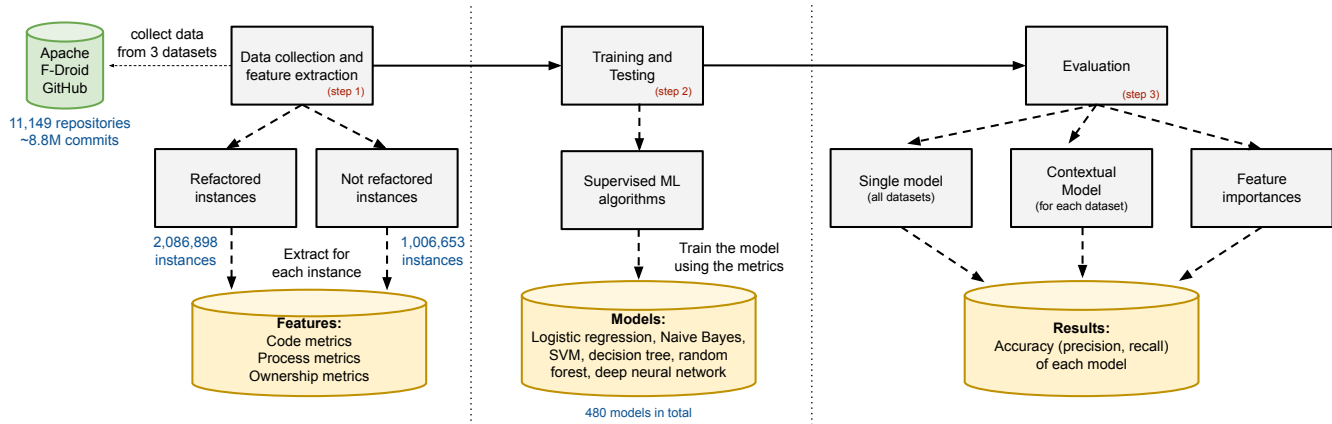 collect data
from 3 datasets
Apache
F-Droid
GitHub
11,149 repositories
~8.8M commits
Data collection and
feature extraction
(step 1)
Refactored
instances
Not refactored
instances
2,086,898
instances
Extract for
each instance
1,006,653
instances
Features:
Code metrics
Process metrics
Ownership metrics
Training and
Testing
(step 2)
Supervised ML
algorithms
Train the model
using the metrics
Models:
Logistic regression, Naive Bayes,
SVM, decision tree, random
forest, deep neural network
480 models in total
Evaluation
(step 3)
Single model
(all datasets)
Contextual
Model
(for each dataset)
Feature
importances
Results:
Accuracy (precision, recall)
of each model